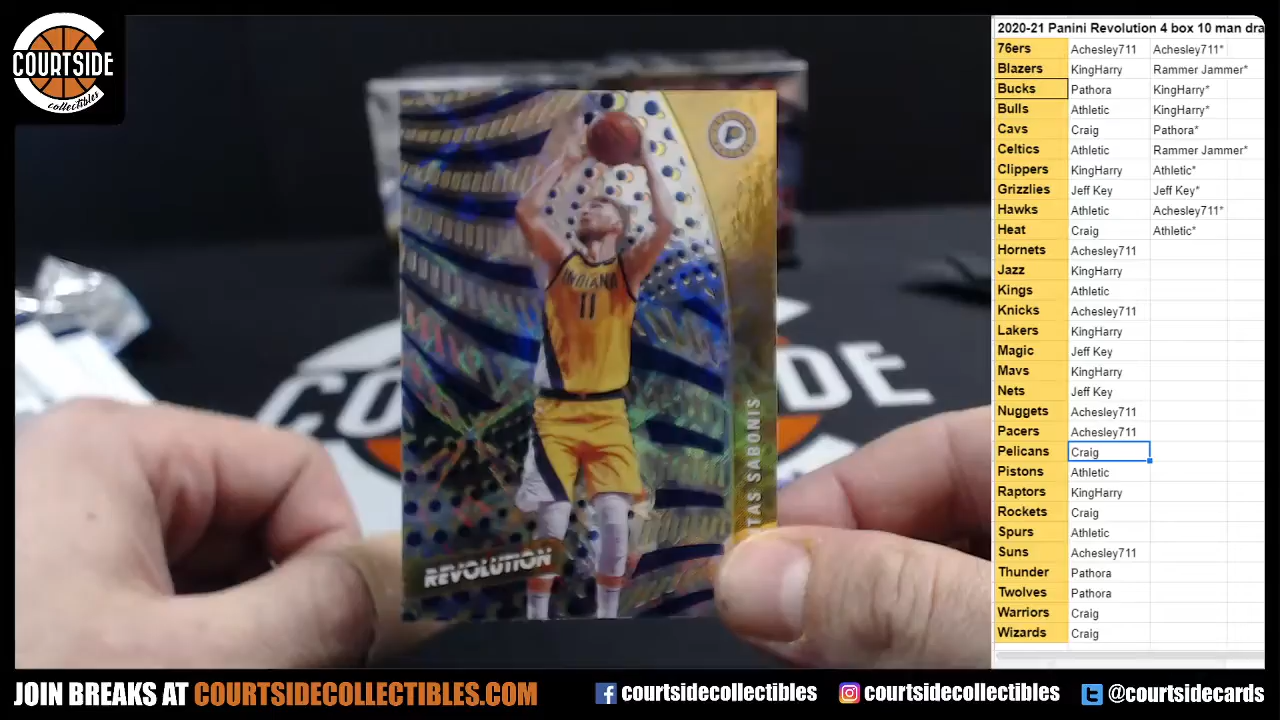 COURTSIDE
collectibles
INDIANA
11
TAS SABONIS
REVOLUTION
2020-21 Panini Revolution 4 box 10 man dra
76ers Achesley711 Achesley711*
Blazers KingHarry Rammer Jammer*
Bucks Pathora KingHarry*
Bulls Athletic KingHarry*
Cavs Craig Pathora*
Celtics Athletic Rammer Jammer*
Clippers KingHarry Athletic*
Grizzlies Jeff Key Jeff Key*
Hawks Athletic Achesley711*
Heat Craig Athletic*
Hornets Achesley711
Jazz KingHarry
Kings Athletic
Knicks Achesley711
Lakers KingHarry
Magic Jeff Key
Mavs KingHarry
Nets Jeff Key
Nuggets Achesley711
Pacers Achesley711
Pelicans Craig
Pistons Athletic
Raptors KingHarry
Rockets Craig
Spurs Athletic
Suns Achesley711
Thunder Pathora
Twolves Pathora
Warriors Craig
Wizards Craig
JOIN BREAKS AT COURTSIDECOLLECTIBLES.COM
courtsidecollectibles
courtsidecollectibles
@courtsidecards